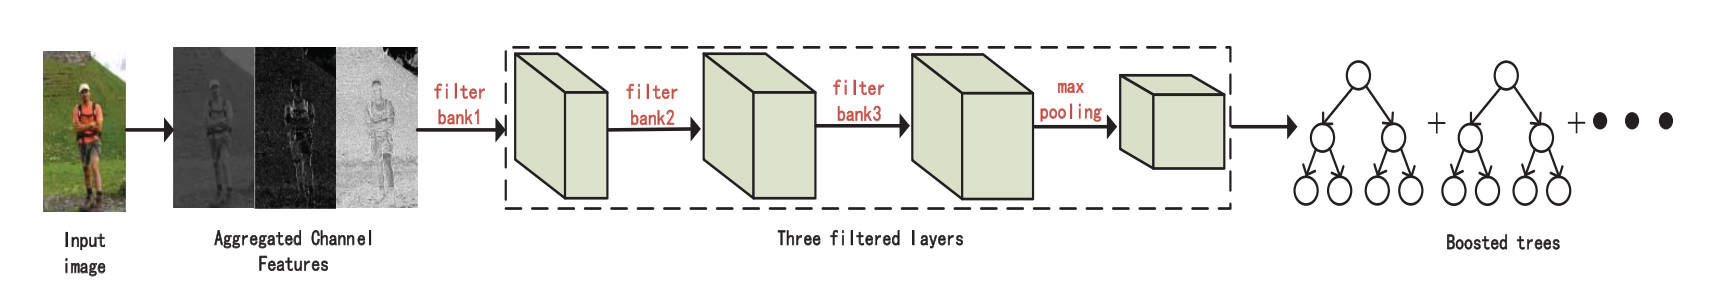 filter
bank1
filter
bank2
filter
bank3
max
pooling
+
+
Input
image
Aggregated Channel
Features
Three filtered layers
Boosted trees